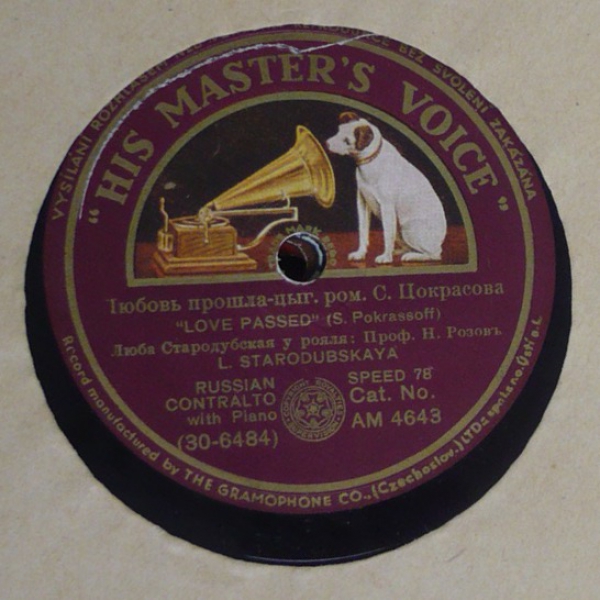 VYSÍLÁNÍ ROZHLASEM BEZ SVOLENÍ ZAKÁZÁNA
"HIS MASTER'S VOICE"
Любовь прошла-цыг. ром. С. Покрасова
"LOVE PASSED" (S. Pokrassoff)
Люба Стародубская у рояля: Проф. Н. Розовъ
L. STARODUBSKAYA
RUSSIAN
CONTRALTO
with Piano
(30-6484)
SPEED 78
Cat. No.
AM 4643
Record manufactured by THE GRAMOPHONE CO., (Czechoslov.) LTD.